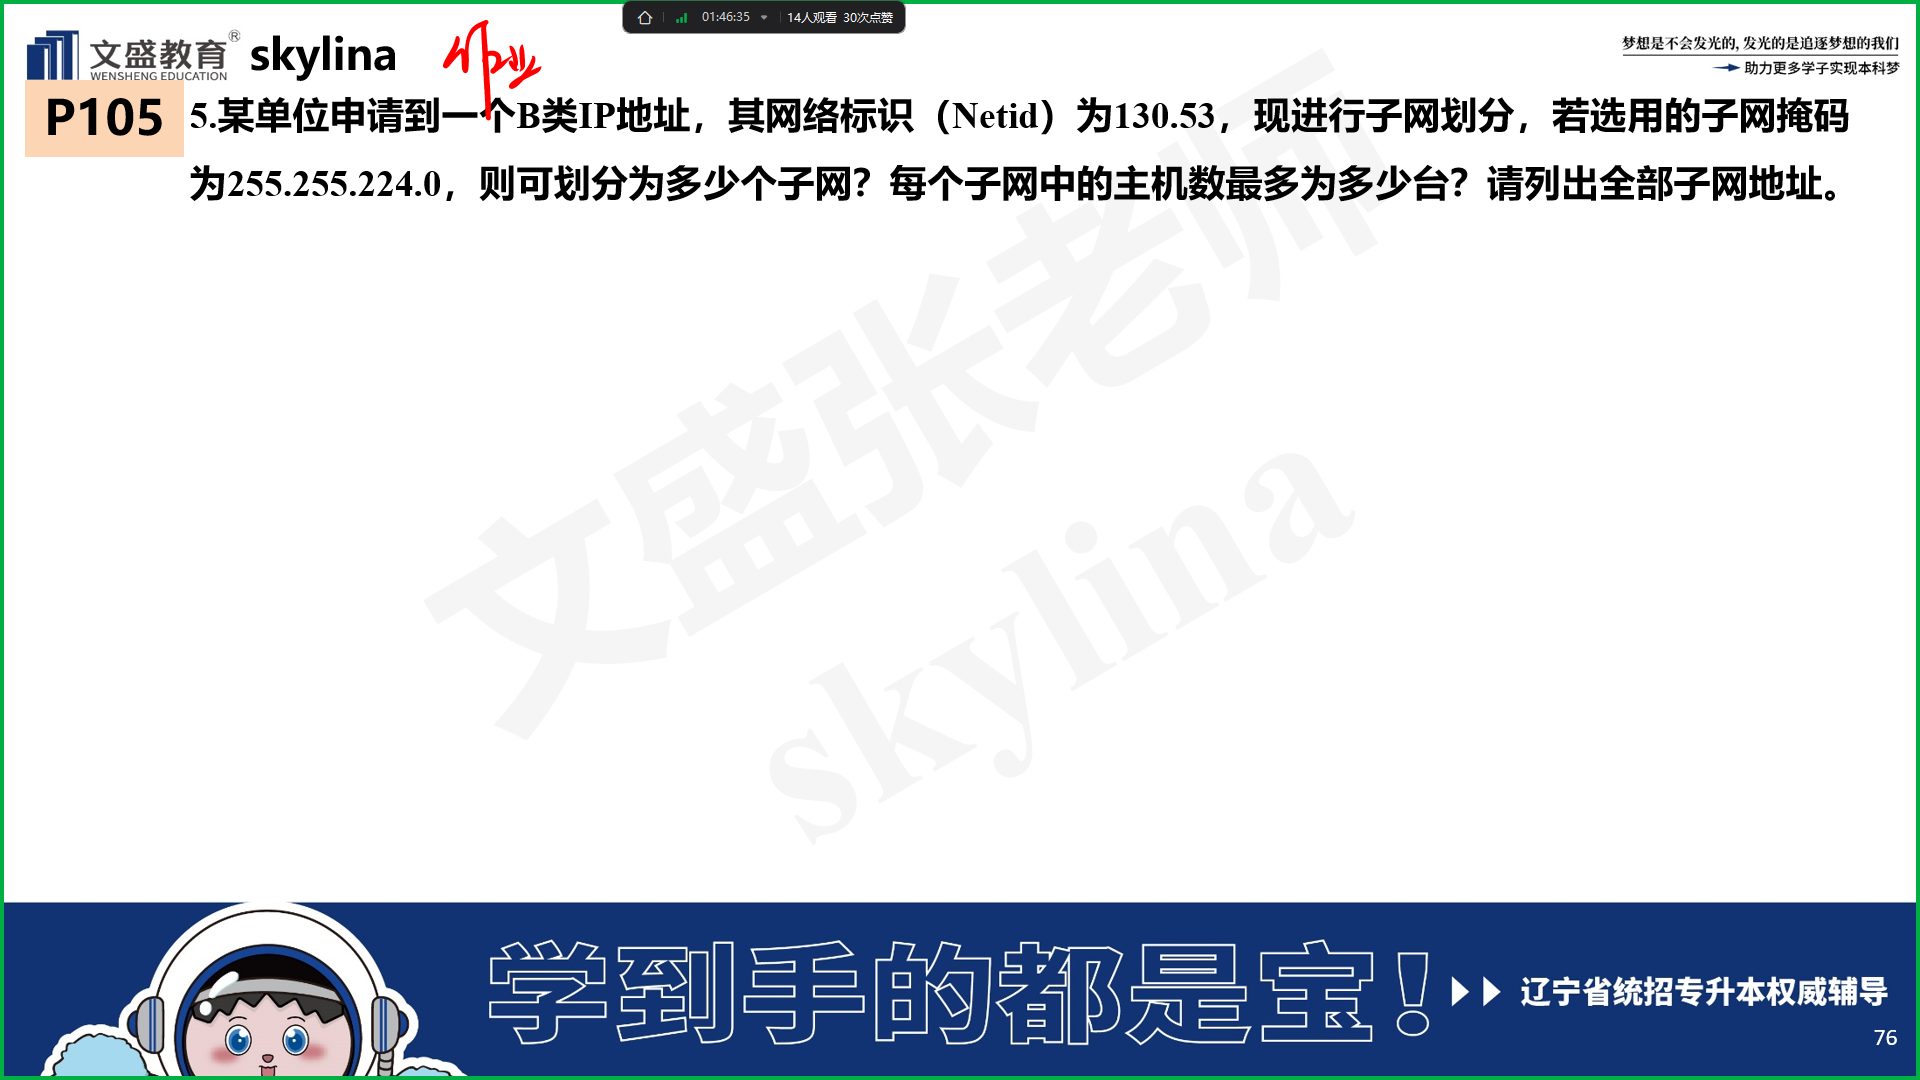 01:46:35 14人观看 30次点赞
文盛教育® skylina 作业
WENSHENG EDUCATION
梦想是不会发光的, 发光的是追逐梦想的我们
助力更多学子实现本科梦
P105
5.某单位申请到一个B类IP地址，其网络标识（Netid）为130.53，现进行子网划分，若选用的子网掩码
为255.255.224.0，则可划分为多少个子网？每个子网中的主机数最多为多少台？请列出全部子网地址。
文盛张老师
skylina
学到手的都是宝！
辽宁省统招专升本权威辅导
76